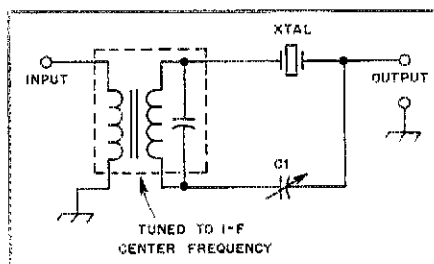 XTAL
INPUT
OUTPUT
C1
TUNED TO I-F
CENTER FREQUENCY